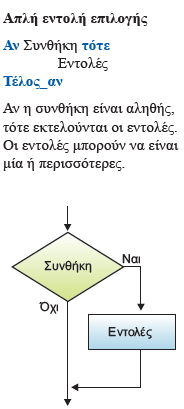 Απλή εντολή επιλογής
Αν Συνθήκη τότε
Εντολές
Τέλος_αν
Αν η συνθήκη είναι αληθής,
τότε εκτελούνται οι εντολές.
Οι εντολές μπορούν να είναι
μία ή περισσότερες.
Συνθήκη
Ναι
Όχι
Εντολές